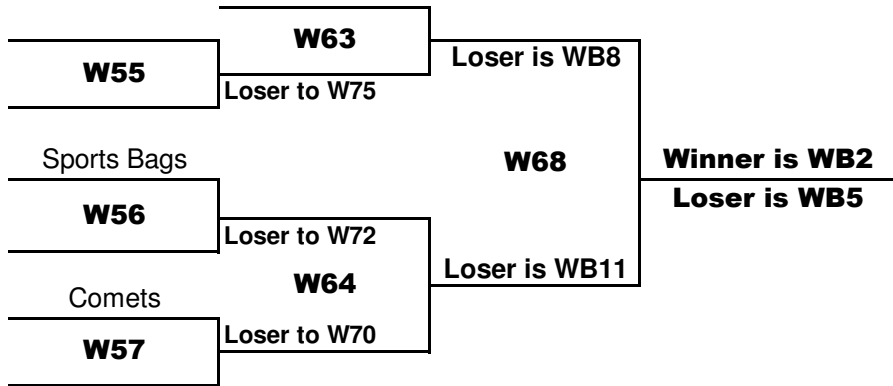 W63
Loser is WB8
W55
Loser to W75
Sports Bags
W68
Winner is WB2
Loser is WB5
W56
Loser to W72
Loser is WB11
W64
Comets
Loser to W70
W57